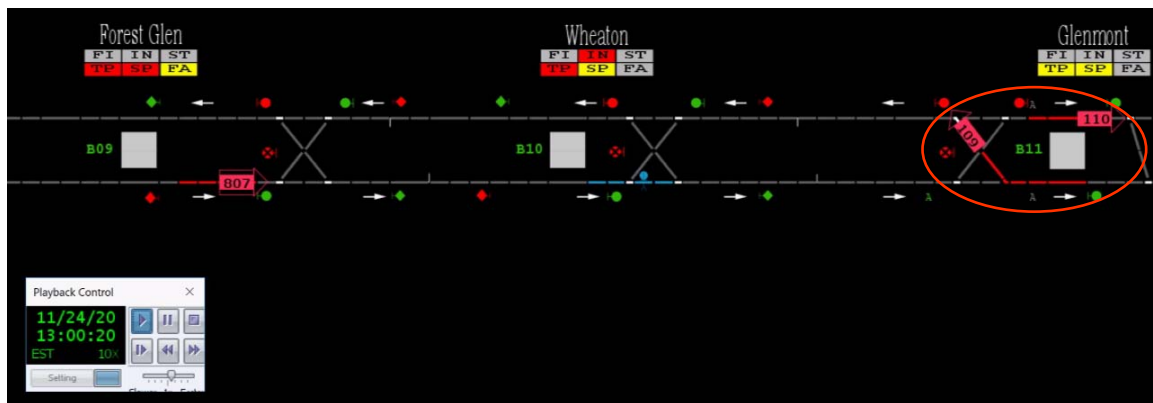 Forest Glen
FI IN ST
TP SP FA
Wheaton
FI IN ST
TP SP FA
Glenmont
FI IN ST
TP SP FA
A
110
109
B09
B10
B11
807
A
A
Playback Control
11/24/20
13:00:20
EST 10X
Setting